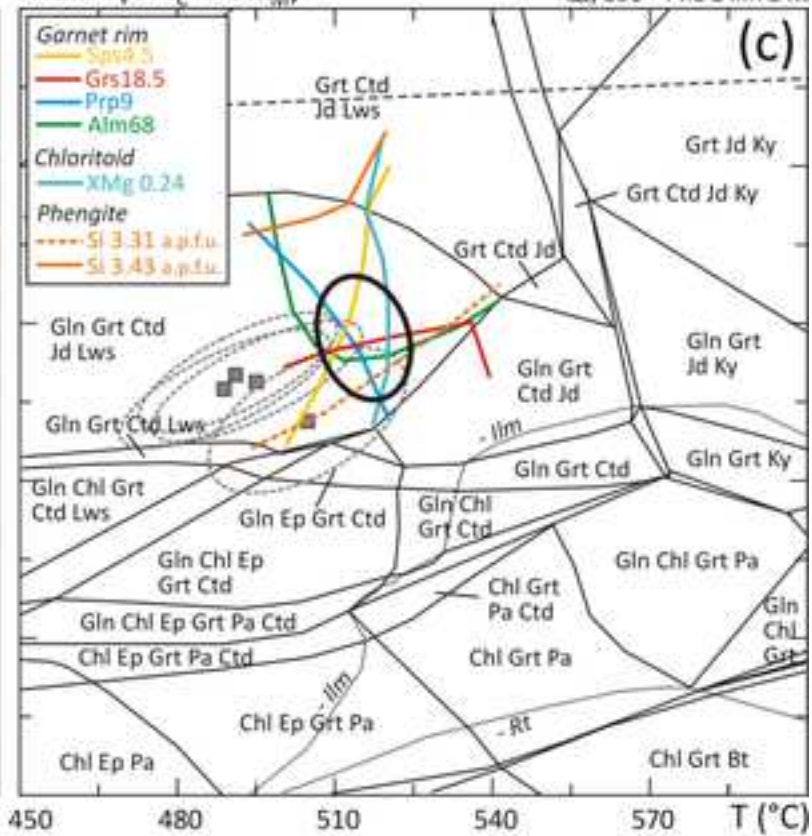 (c)
Garnet rim
Sps4.5
Grs18.5
Prp9
Alm68
Chloritoid
XMg 0.24
Phengite
Si 3.31 a.p.f.u.
Si 3.43 a.p.f.u.
Grt Ctd
Jd Lws
Grt Jd Ky
Grt Ctd Jd Ky
Grt Ctd Jd
Gln Grt Ctd
Jd Lws
Gln Grt
Jd Ky
Gln Grt
Ctd Jd
Gln Grt Ctd Lws
- Ilm
Gln Grt Ctd
Gln Grt Ky
Gln Chl Grt
Ctd Lws
Gln Ep Grt Ctd
Gln Chl
Grt Ctd
Gln Chl Ep
Grt Ctd
Gln Chl Grt Pa
Chl Grt
Pa Ctd
Gln
Chl
Grt
Gln Chl Ep Grt Pa Ctd
Chl Ep Grt Pa Ctd
Chl Grt Pa
- Ilm
Chl Ep Grt Pa
- Rt
Chl Ep Pa
Chl Grt Bt
450 480 510 540 570 T (°C)